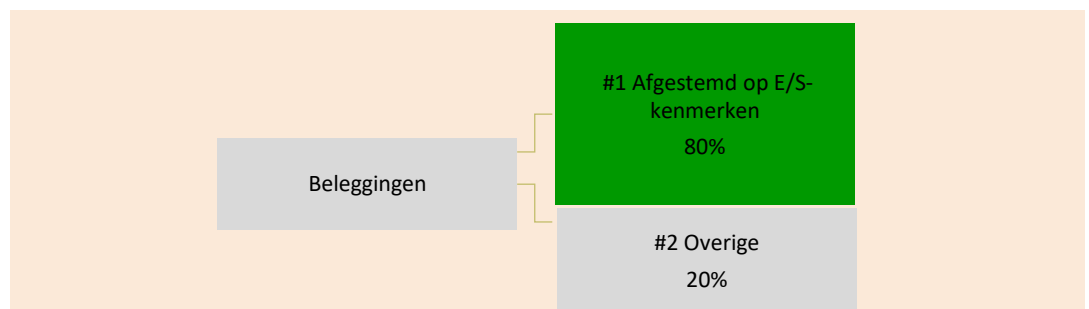 #1 Afgestemd op E/S-
kenmerken
80%
Beleggingen
#2 Overige
20%